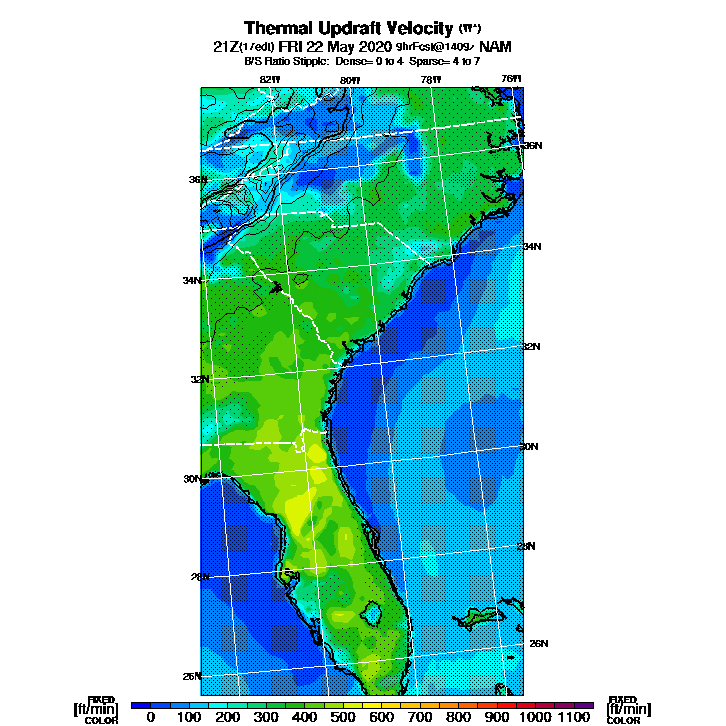 Thermal Updraft Velocity (W*)
21Z(17edt) FRI 22 May 2020 9hrFcst@1409z NAM
B/S Ratio Stipple: Dense= 0 to 4 Sparse= 4 to 7
82W 80W 78W 76W
36N
36N
34N
34N
32N
32N
30N
30N
28N
28N
26N
26N
FIXED [ft/min] COLOR
0 100 200 300 400 500 600 700 800 900 1000 1100
FIXED [ft/min] COLOR